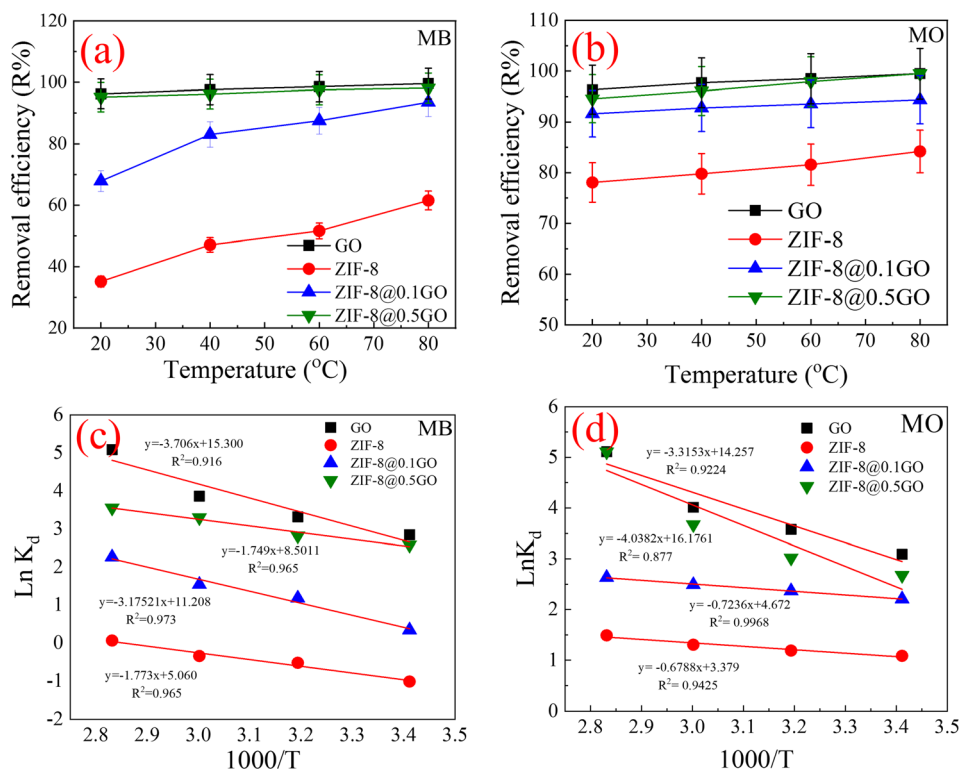 (a)
MB
Removal efficiency (R%)
120
100
80
60
40
20
GO
ZIF-8
ZIF-8@0.1GO
ZIF-8@0.5GO
20 30 40 50 60 70 80
Temperature (°C)
(b)
MO
Removal efficiency (R%)
110
100
90
80
70
60
50
GO
ZIF-8
ZIF-8@0.1GO
ZIF-8@0.5GO
20 30 40 50 60 70 80
Temperature (°C)
(c)
MB
GO
ZIF-8
ZIF-8@0.1GO
ZIF-8@0.5GO
Ln K_d
6
5
4
3
2
1
0
-1
-2
y=-3.706x+15.300
R²=0.916
y=-1.749x+8.5011
R²=0.965
y=-3.17521x+11.208
R²=0.973
y=-1.773x+5.060
R²=0.965
2.8 2.9 3.0 3.1 3.2 3.3 3.4 3.5
1000/T
(d)
MO
GO
ZIF-8
ZIF-8@0.1GO
ZIF-8@0.5GO
LnK_d
6
5
4
3
2
1
0
y= -3.3153x+14.257
R²= 0.9224
y= -4.0382x+16.1761
R²= 0.877
y= -0.7236x+4.672
R²= 0.9968
y= -0.6788x+3.379
R²= 0.9425
2.8 2.9 3.0 3.1 3.2 3.3 3.4 3.5
1000/T